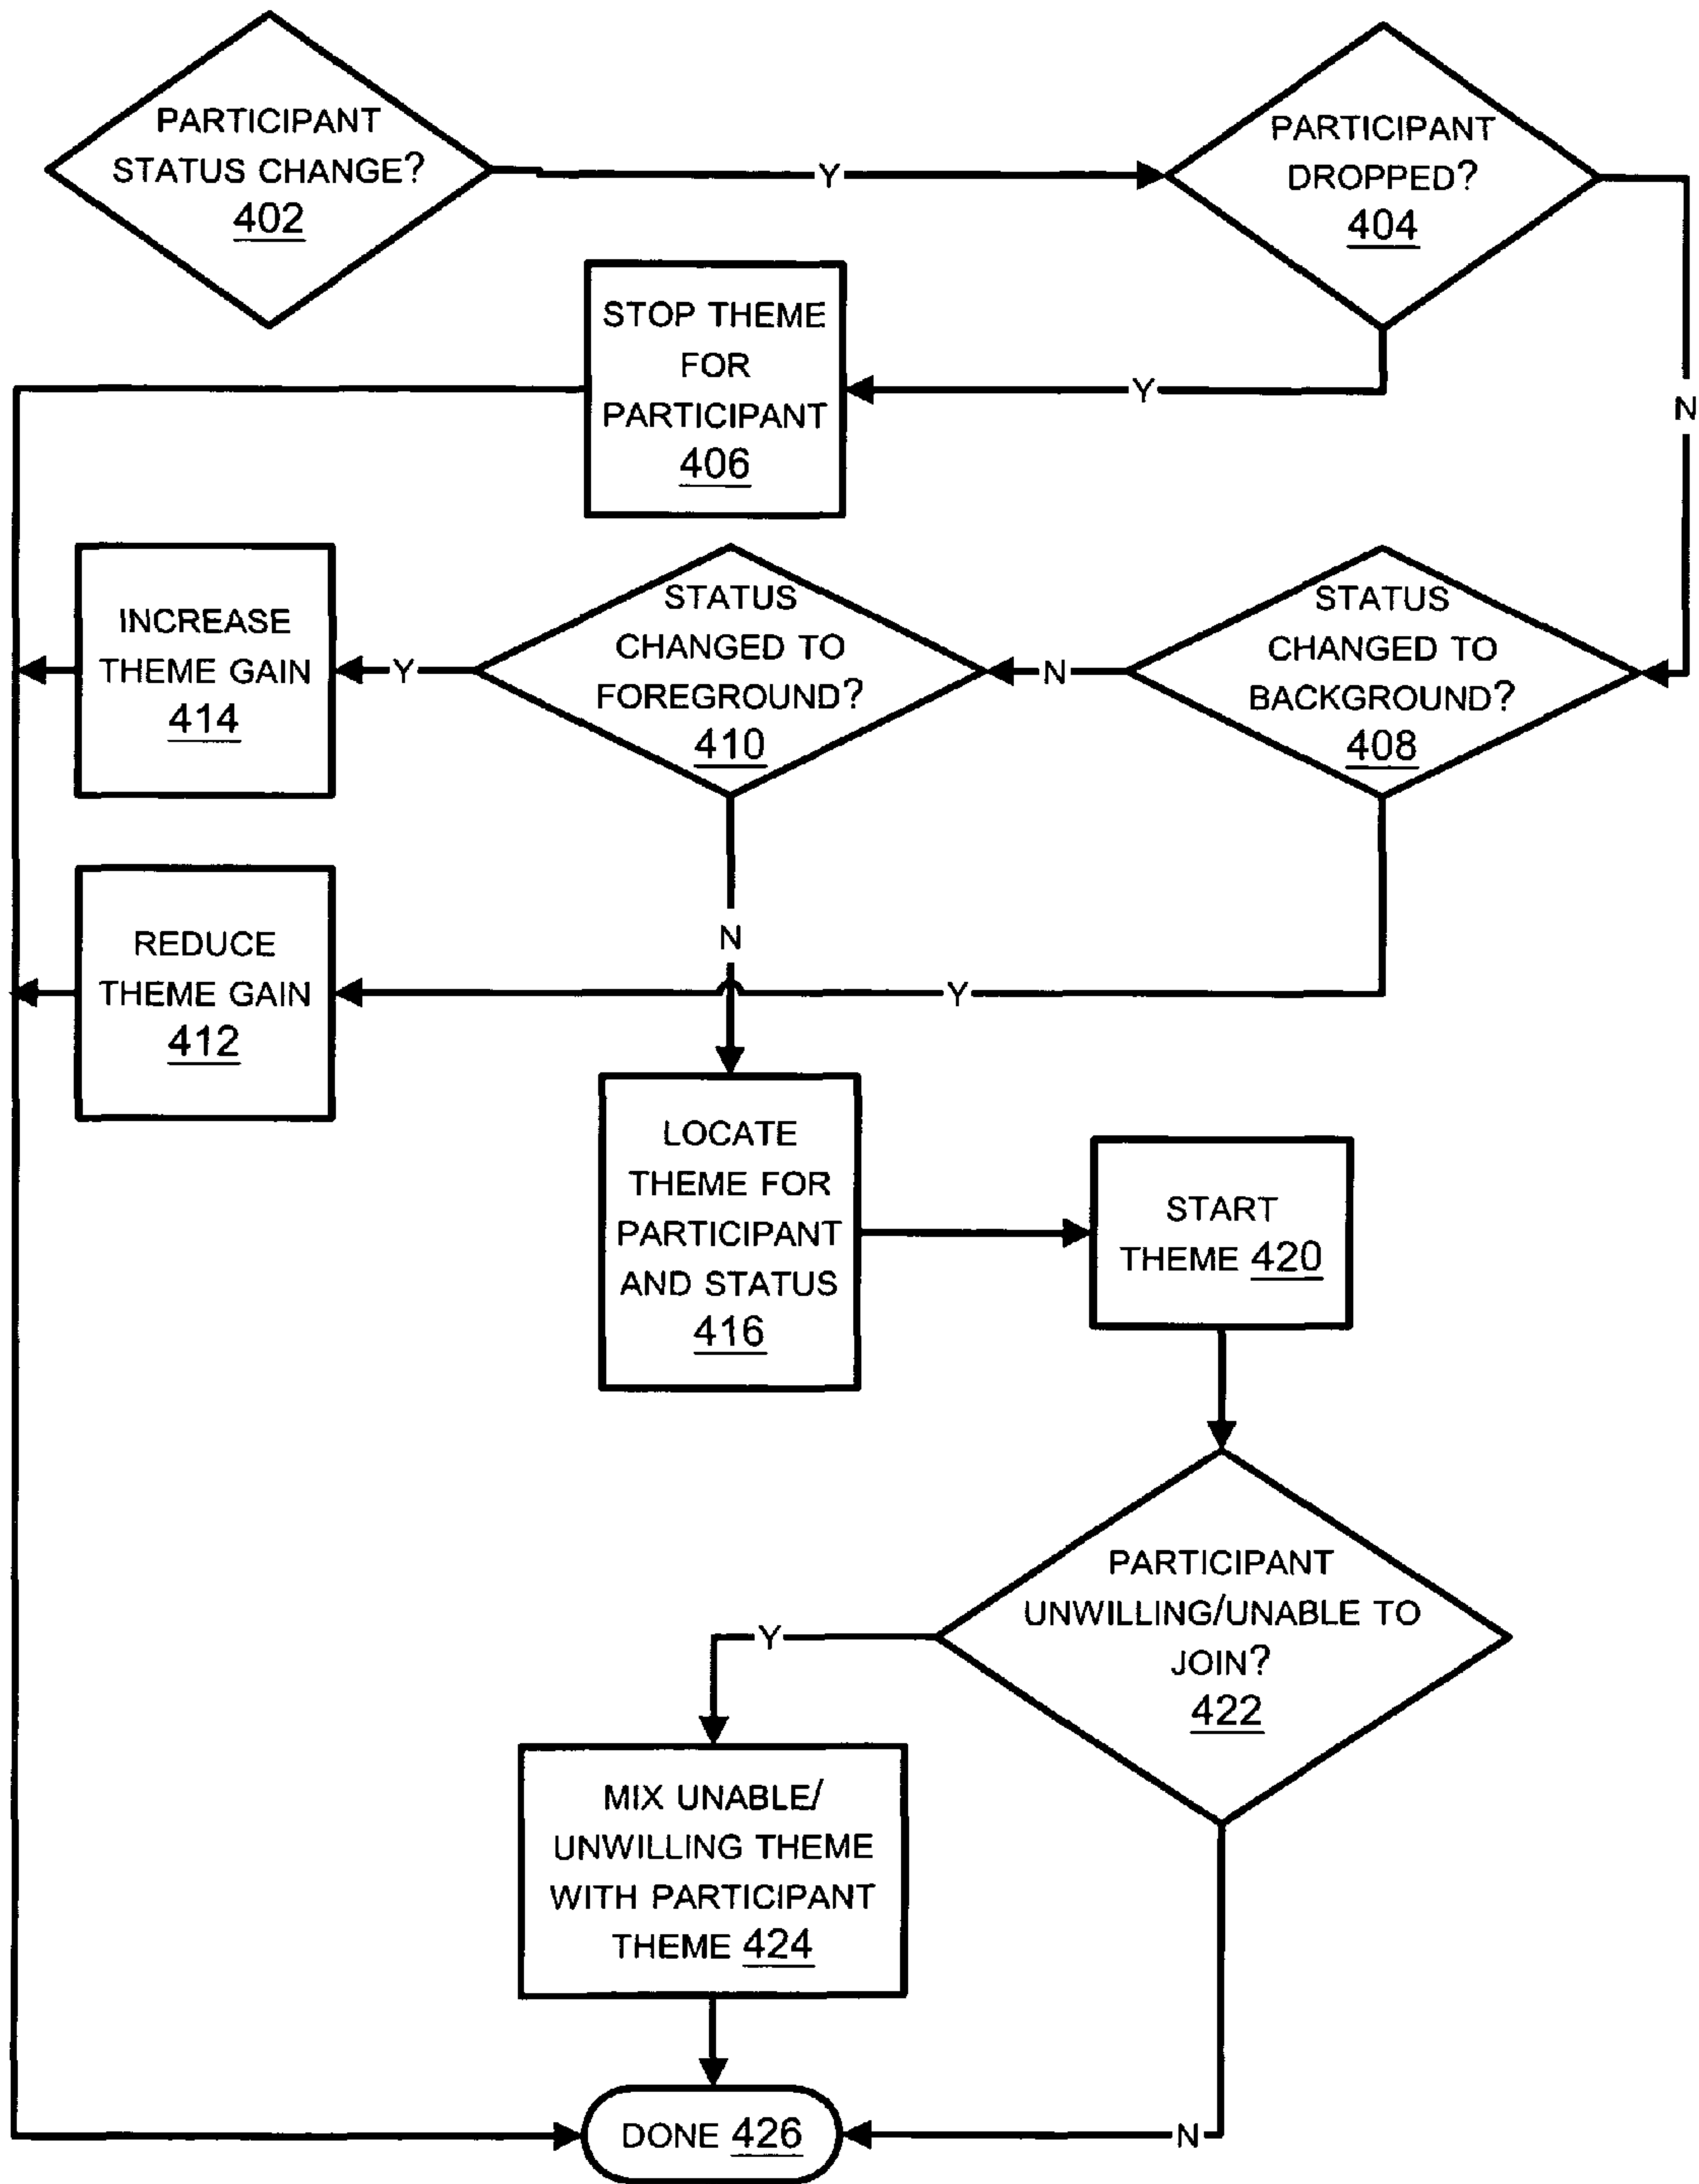 PARTICIPANT
STATUS CHANGE?
402
Y
PARTICIPANT
DROPPED?
404
N
Y
STOP THEME
FOR
PARTICIPANT
406
STATUS
CHANGED TO
BACKGROUND?
408
N
STATUS
CHANGED TO
FOREGROUND?
410
Y
INCREASE
THEME GAIN
414
N
Y
REDUCE
THEME GAIN
412
LOCATE
THEME FOR
PARTICIPANT
AND STATUS
416
START
THEME 420
PARTICIPANT
UNWILLING/UNABLE TO
JOIN?
422
Y
MIX UNABLE/
UNWILLING THEME
WITH PARTICIPANT
THEME 424
N
DONE 426